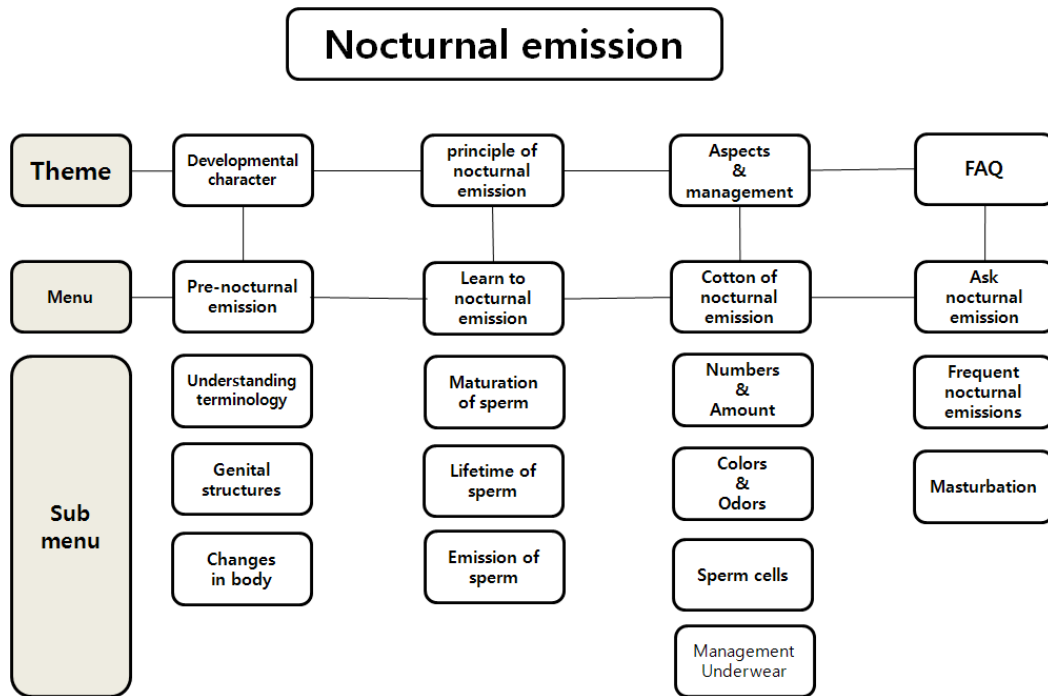 Nocturnal emission
Theme
Developmental
character
principle of
nocturnal
emission
Aspects
&
management
FAQ
Menu
Pre-nocturnal
emission
Learn to
nocturnal
emission
Cotton of
nocturnal
emission
Ask
nocturnal
emission
Sub
menu
Understanding
terminology
Genital
structures
Changes
in body
Maturation
of sperm
Lifetime of
sperm
Emission of
sperm
Numbers
&
Amount
Colors
&
Odors
Sperm cells
Management
Underwear
Frequent
nocturnal
emissions
Masturbation